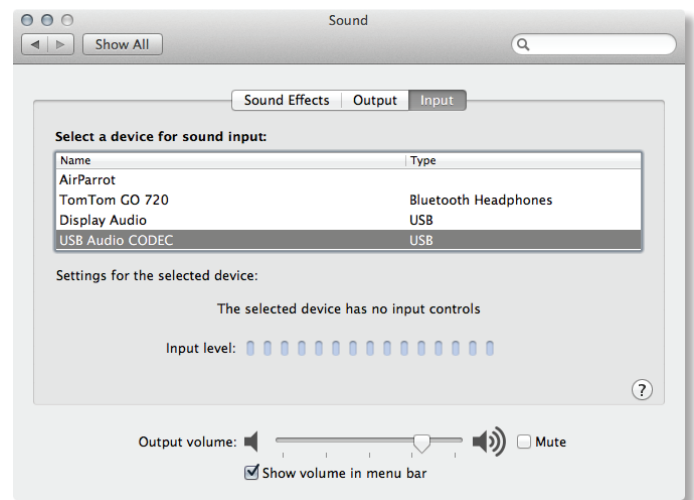 Sound
Show All
Sound Effects Output Input
Select a device for sound input:
Name Type
AirParrot
TomTom GO 720 Bluetooth Headphones
Display Audio USB
USB Audio CODEC USB
Settings for the selected device:
The selected device has no input controls
Input level:
?
Output volume: Mute
Show volume in menu bar